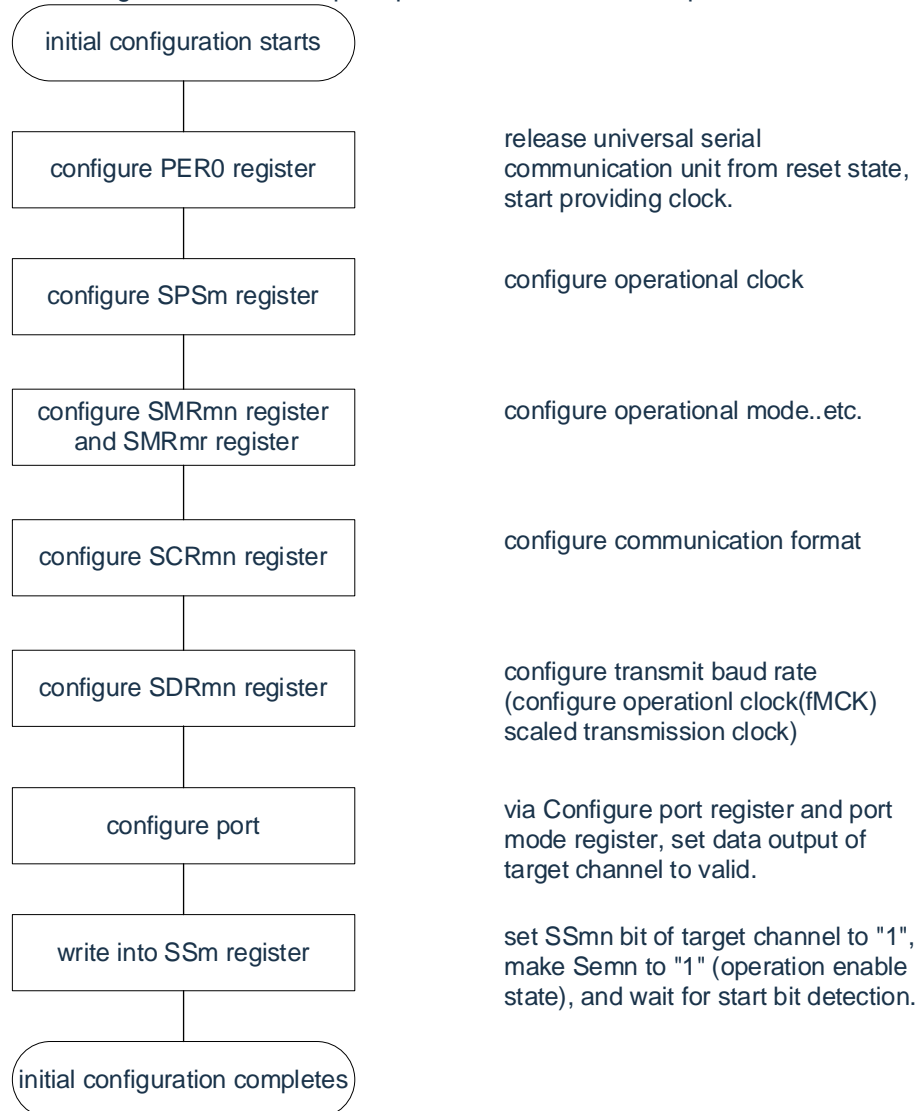 initial configuration starts
configure PER0 register
release universal serial
communication unit from reset state,
start providing clock.
configure SPSm register
configure operational clock
configure SMRmn register
and SMRmr register
configure operational mode..etc.
configure SCRmn register
configure communication format
configure SDRmn register
configure transmit baud rate
(configure operationl clock(fMCK)
scaled transmission clock)
configure port
via Configure port register and port
mode register, set data output of
target channel to valid.
write into SSm register
set SSmn bit of target channel to "1",
make Semn to "1" (operation enable
state), and wait for start bit detection.
initial configuration completes